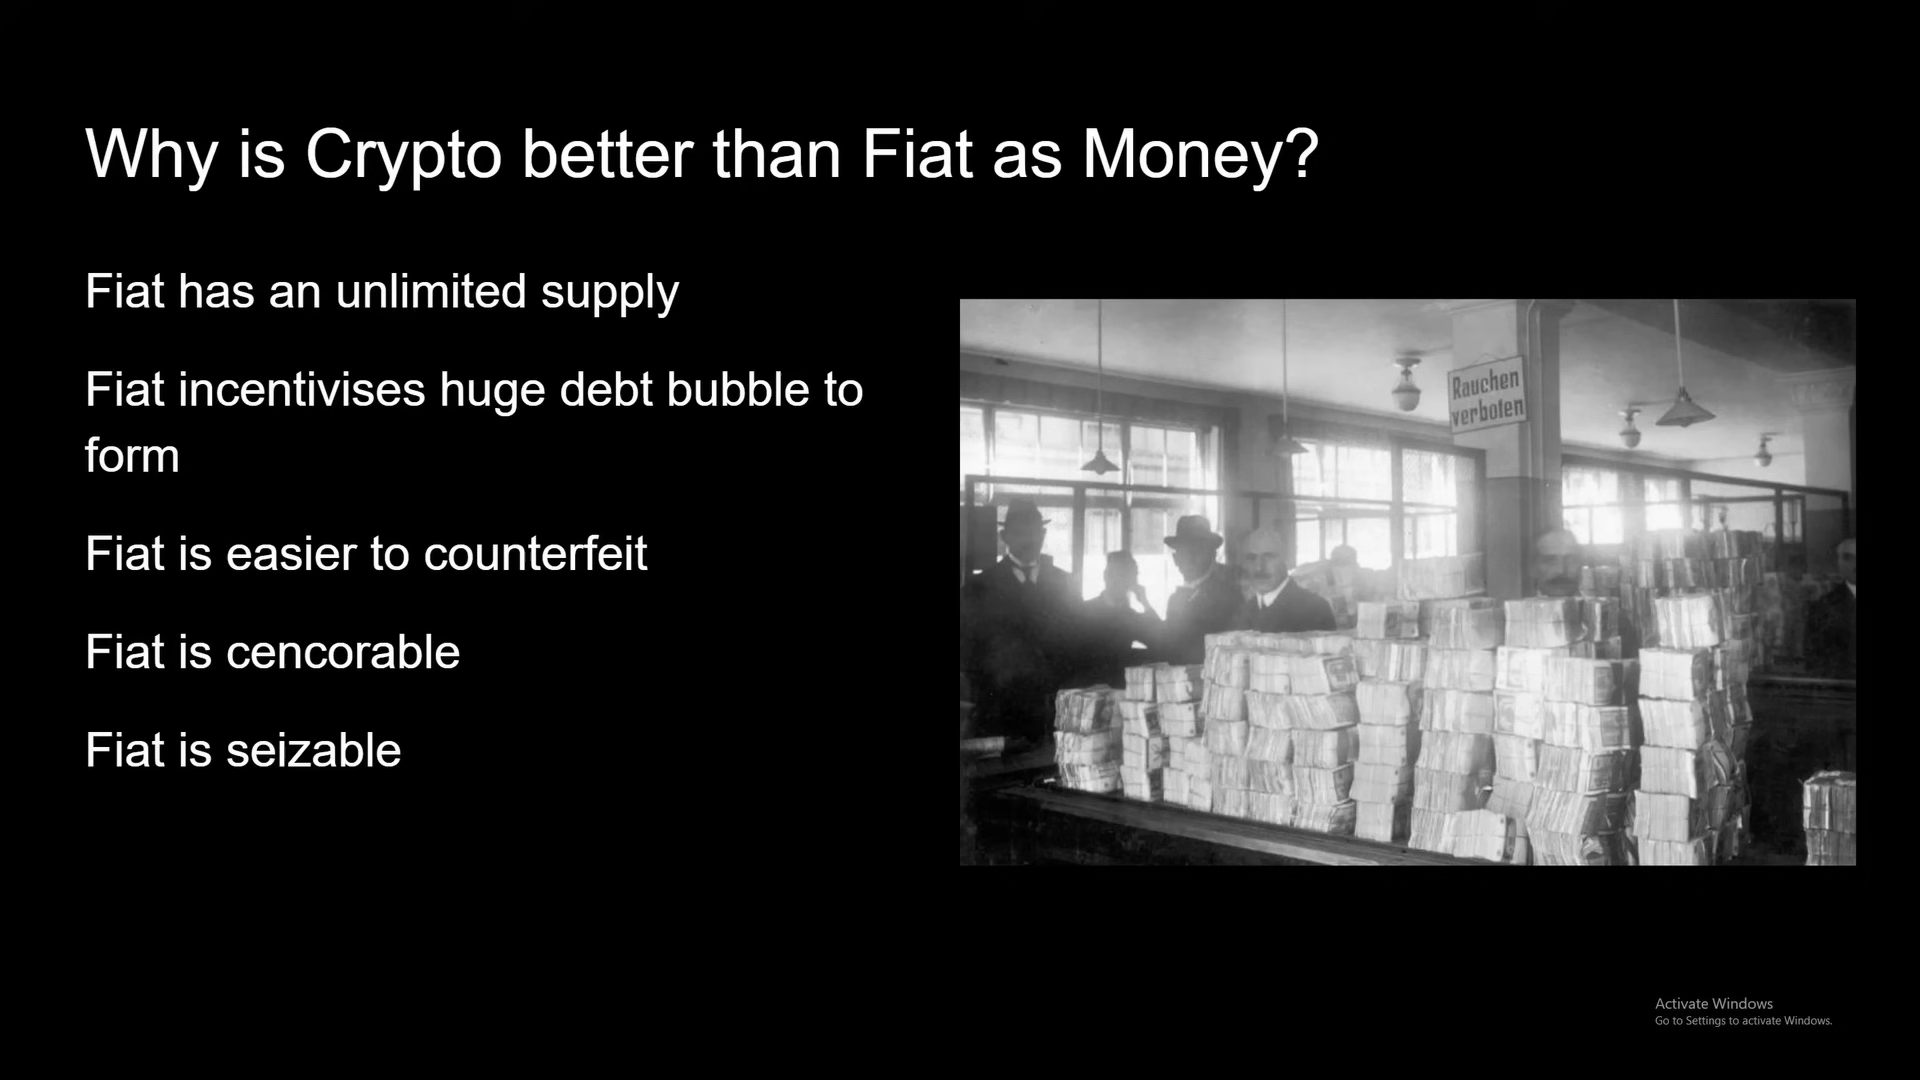 Why is Crypto better than Fiat as Money?
Fiat has an unlimited supply
Fiat incentivises huge debt bubble to
form
Fiat is easier to counterfeit
Fiat is cencorable
Fiat is seizable
Rauchen
verboten
Activate Windows
Go to Settings to activate Windows.